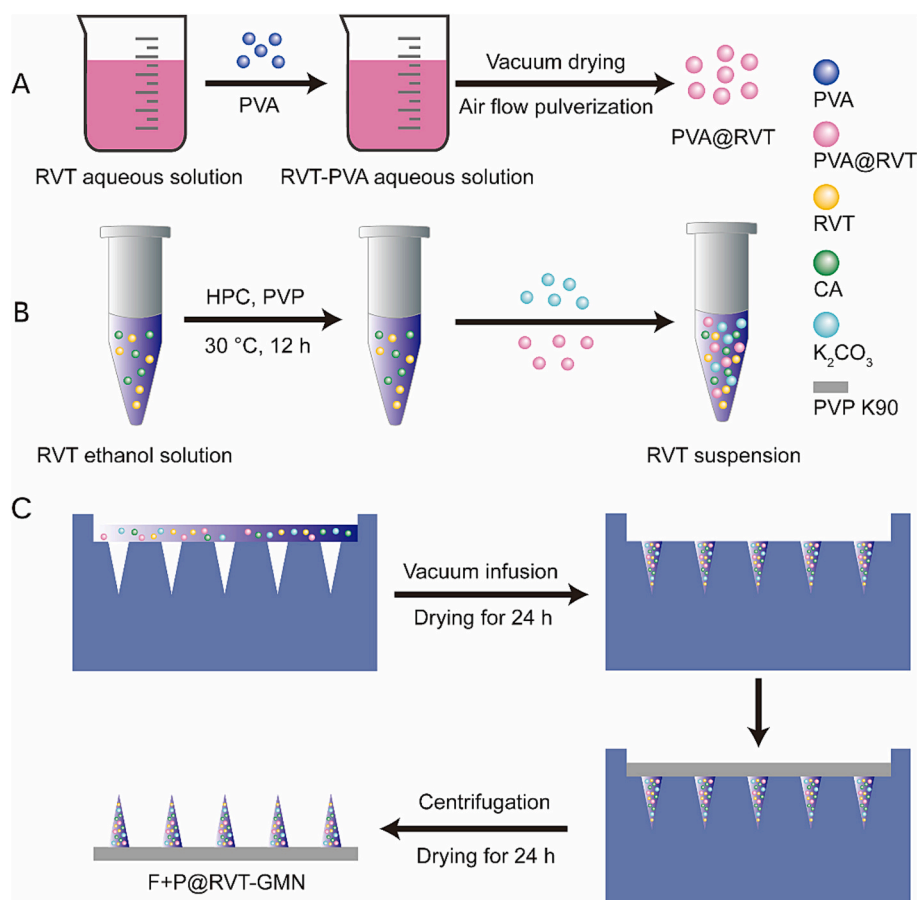 A
PVA
RVT aqueous solution
RVT-PVA aqueous solution
Vacuum drying
Air flow pulverization
PVA@RVT
PVA
PVA@RVT
RVT
CA
K₂CO₃
PVP K90
B
HPC, PVP
30 °C, 12 h
RVT ethanol solution
RVT suspension
C
Vacuum infusion
Drying for 24 h
Centrifugation
Drying for 24 h
F+P@RVT-GMN